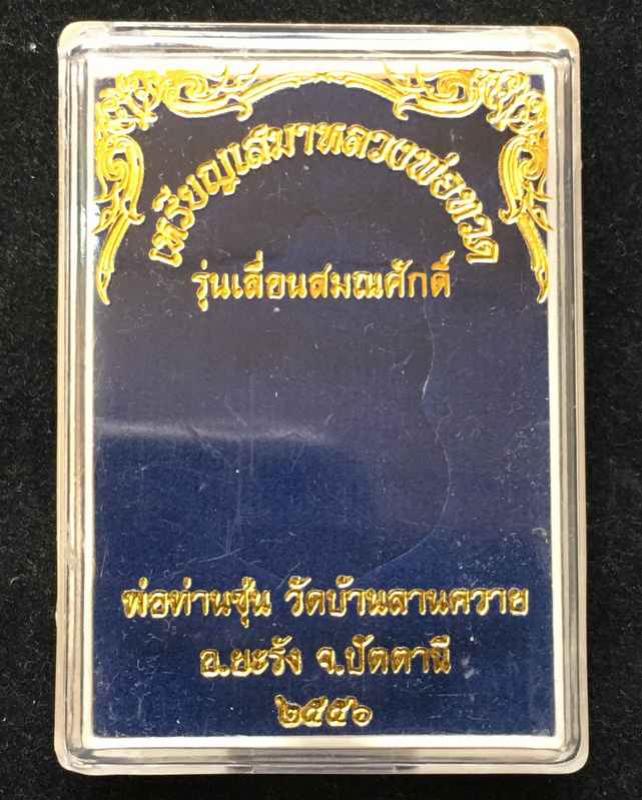 เหรียญเสมาหลวงพ่อทวด
รุ่นเลื่อนสมณศักดิ์
พ่อท่านซุ่น วัดบ้านลานควาย
อ.ยะรัง จ.ปัตตานี
๒๕๕๖